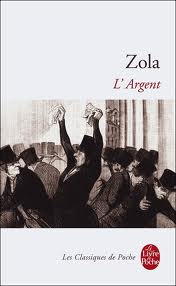 Zola
L'Argent
Les Classiques de Poche
Le Livre
de Poche